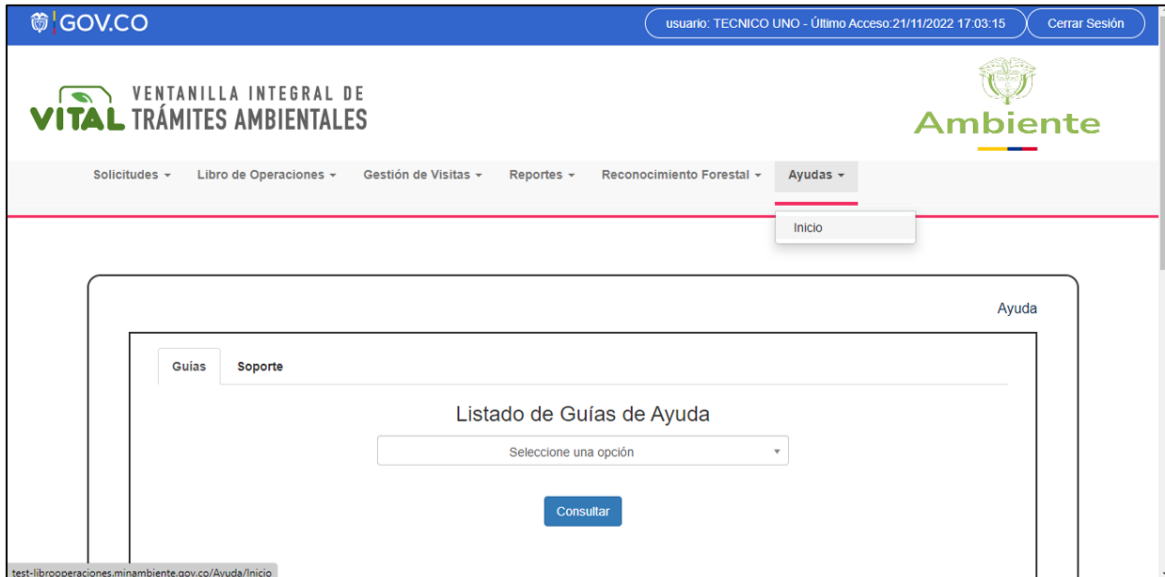 GOV.CO
usuario: TECNICO UNO - Último Acceso:21/11/2022 17:03:15
Cerrar Sesión
VENTANILLA INTEGRAL DE
VITAL TRÁMITES AMBIENTALES
Ambiente
Solicitudes
Libro de Operaciones
Gestión de Visitas
Reportes
Reconocimiento Forestal
Ayudas
Inicio
Ayuda
Guías
Soporte
Listado de Guías de Ayuda
Seleccione una opción
Consultar
test-librooperaciones.minambiente.gov.co/Ayuda/Inicio